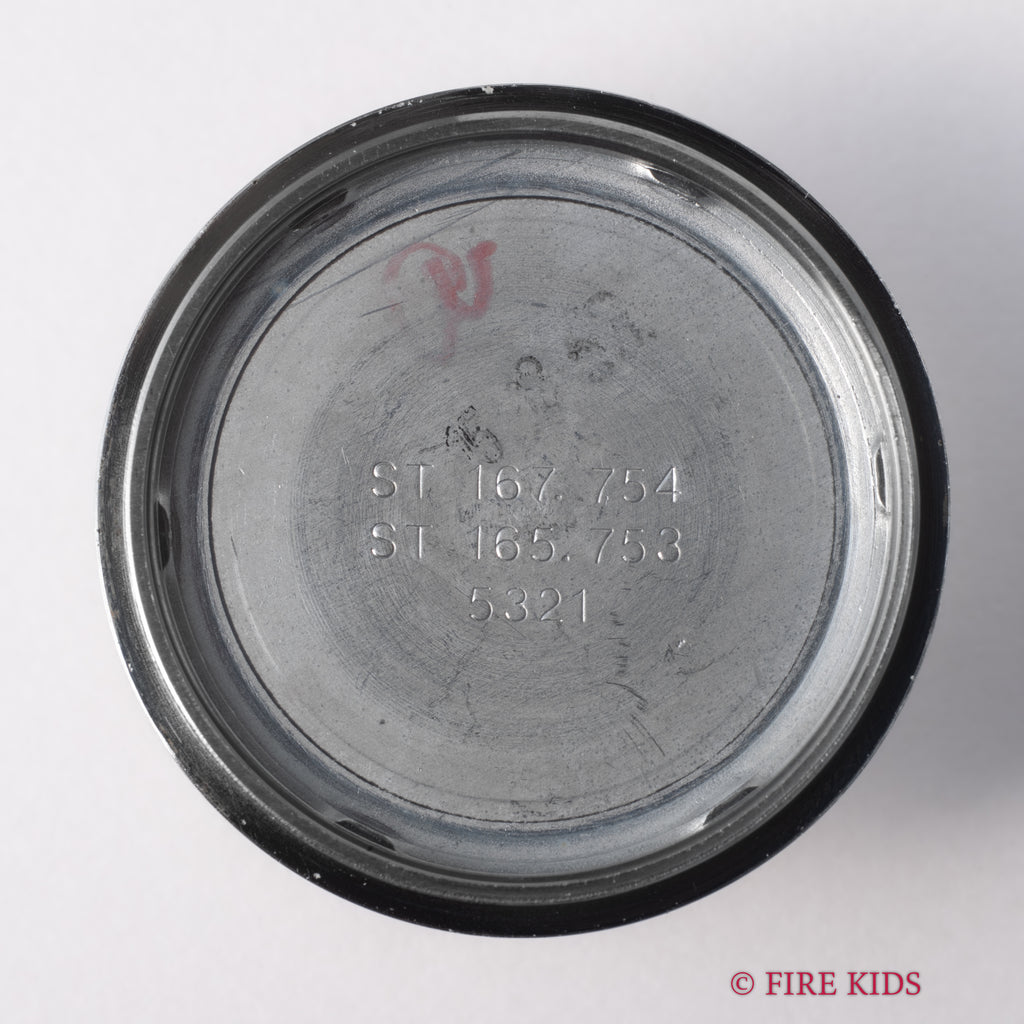 ST 167. 754
ST 165. 753
5321
© FIRE KIDS